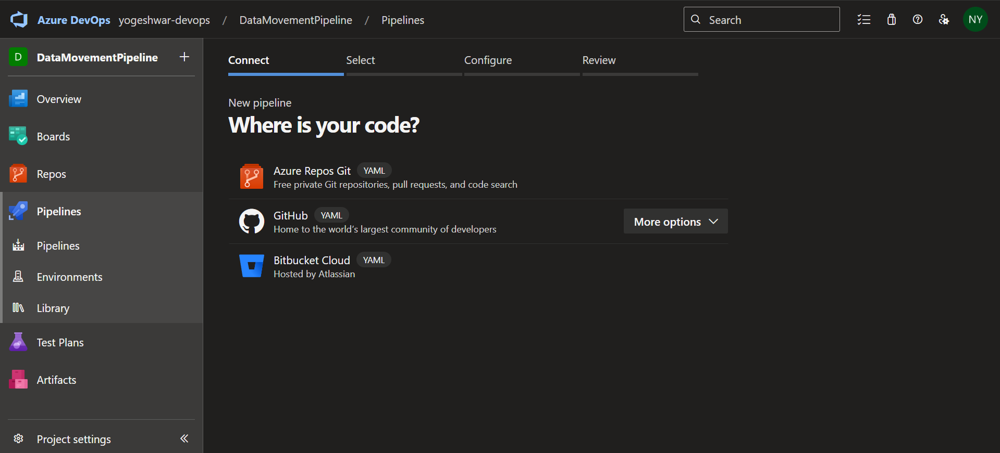 Azure DevOps yogeshwar-devops / DataMovementPipeline / Pipelines
Search
NY
D DataMovementPipeline
Overview
Boards
Repos
Pipelines
Pipelines
Environments
Library
Test Plans
Artifacts
Project settings
Connect Select Configure Review
New pipeline
Where is your code?
Azure Repos Git YAML
Free private Git repositories, pull requests, and code search
GitHub YAML
Home to the world’s largest community of developers
More options
Bitbucket Cloud YAML
Hosted by Atlassian